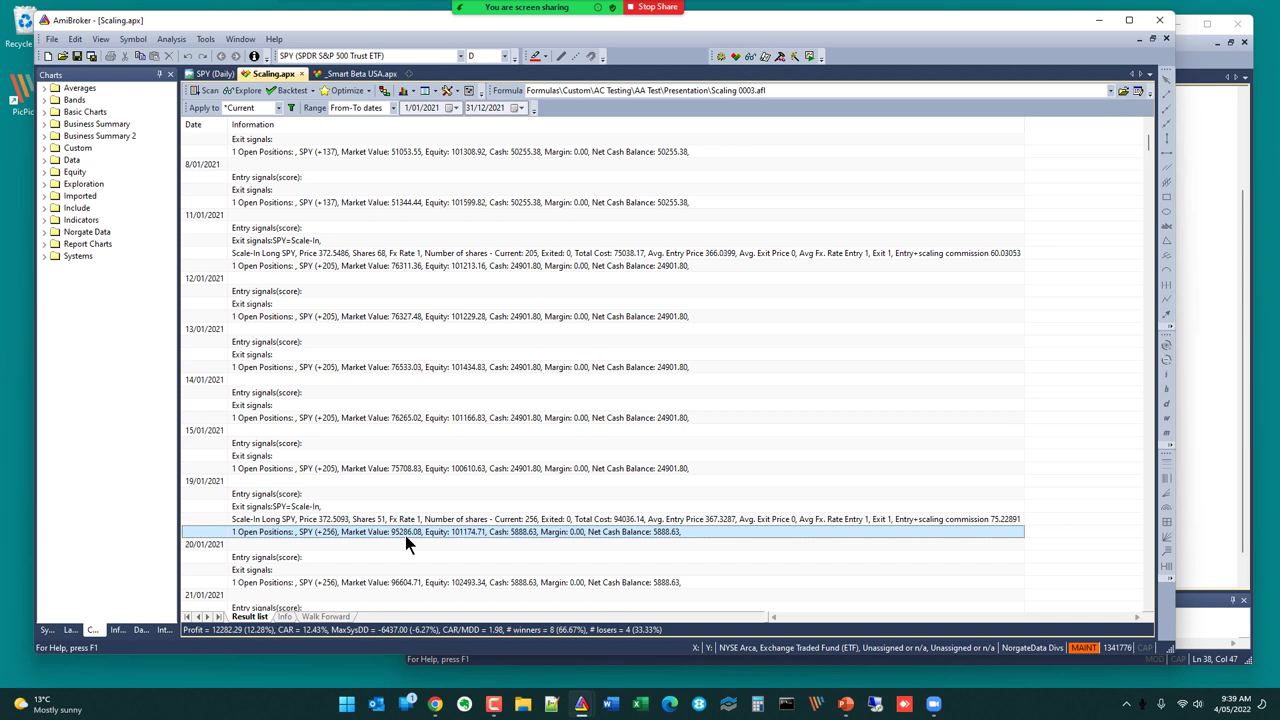 You are screen sharing
Stop Share
AmiBroker - [Scaling.apx]
Recycle
PicPic
File Edit View Symbol Analysis Tools Window Help
SPY (SPDR S&P 500 Trust ETF) D
Charts
SPY (Daily) Scaling.apx _Smart Beta USA.apx
Scan Explore Backtest Optimize Formula Formulas\Custom\AC Testing\AA Test\Presentation\Scaling 0003.afl
Apply to *Current Range From-To dates 1/01/2021 31/12/2021
Averages
Bands
Basic Charts
Business Summary
Business Summary 2
Custom
Data
Equity
Exploration
Imported
Include
Indicators
Norgate Data
Report Charts
Systems
Date Information
Exit signals:
1 Open Positions: , SPY (+137), Market Value: 51053.55, Equity: 101308.92, Cash: 50255.38, Margin: 0.00, Net Cash Balance: 50255.38,
8/01/2021
Entry signals(score):
Exit signals:
1 Open Positions: , SPY (+137), Market Value: 51344.44, Equity: 101599.82, Cash: 50255.38, Margin: 0.00, Net Cash Balance: 50255.38,
11/01/2021
Entry signals(score):
Exit signals:SPY=Scale-In,
Scale-In Long SPY, Price 372.5486, Shares 68, Fx Rate 1, Number of shares - Current: 205, Exited: 0, Total Cost: 75038.17, Avg. Entry Price 366.0399, Avg. Exit Price 0, Avg Fx. Rate Entry 1, Exit 1, Entry+scaling commission 60.03053
1 Open Positions: , SPY (+205), Market Value: 76311.36, Equity: 101213.16, Cash: 24901.80, Margin: 0.00, Net Cash Balance: 24901.80,
12/01/2021
Entry signals(score):
Exit signals:
1 Open Positions: , SPY (+205), Market Value: 76327.48, Equity: 101229.28, Cash: 24901.80, Margin: 0.00, Net Cash Balance: 24901.80,
13/01/2021
Entry signals(score):
Exit signals:
1 Open Positions: , SPY (+205), Market Value: 76533.03, Equity: 101434.83, Cash: 24901.80, Margin: 0.00, Net Cash Balance: 24901.80,
14/01/2021
Entry signals(score):
Exit signals:
1 Open Positions: , SPY (+205), Market Value: 76265.02, Equity: 101166.83, Cash: 24901.80, Margin: 0.00, Net Cash Balance: 24901.80,
15/01/2021
Entry signals(score):
Exit signals:
1 Open Positions: , SPY (+205), Market Value: 75708.83, Equity: 100610.63, Cash: 24901.80, Margin: 0.00, Net Cash Balance: 24901.80,
19/01/2021
Entry signals(score):
Exit signals:SPY=Scale-In,
Scale-In Long SPY, Price 372.5093, Shares 51, Fx Rate 1, Number of shares - Current: 256, Exited: 0, Total Cost: 94036.14, Avg. Entry Price 367.3287, Avg. Exit Price 0, Avg Fx. Rate Entry 1, Exit 1, Entry+scaling commission 75.22891
1 Open Positions: , SPY (+256), Market Value: 95286.08, Equity: 101174.71, Cash: 5888.63, Margin: 0.00, Net Cash Balance: 5888.63,
20/01/2021
Entry signals(score):
Exit signals:
1 Open Positions: , SPY (+256), Market Value: 96604.71, Equity: 102493.34, Cash: 5888.63, Margin: 0.00, Net Cash Balance: 5888.63,
21/01/2021
Entry signals(score):
Result list Info Walk Forward
Sy... La... C... Inf... Da... Int...
Profit = 12282.29 (12.28%), CAR = 12.43%, MaxSysDD = -6437.00 (-6.27%), CAR/MDD = 1.98, # winners = 8 (66.67%), # losers = 4 (33.33%)
For Help, press F1 X: Y: NYSE Arca, Exchange Traded Fund (ETF), Unassigned or n/a, Unassigned or n/a NorgateData Divs MAINT 1341776 CAP
For Help, press F1 MOD CAP Ln 38, Col 47
13°C
Mostly sunny
1
9:39 AM
4/05/2022